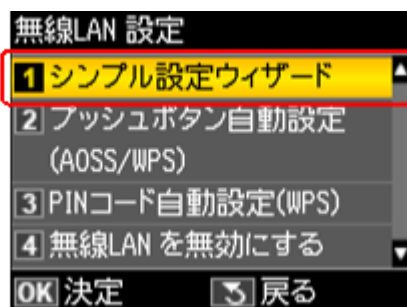 無線LAN 設定
1 シンプル設定ウィザード
2 プッシュボタン自動設定
(AOSS/WPS)
3 PINコード自動設定(WPS)
4 無線LAN を無効にする
OK 決定 戻る